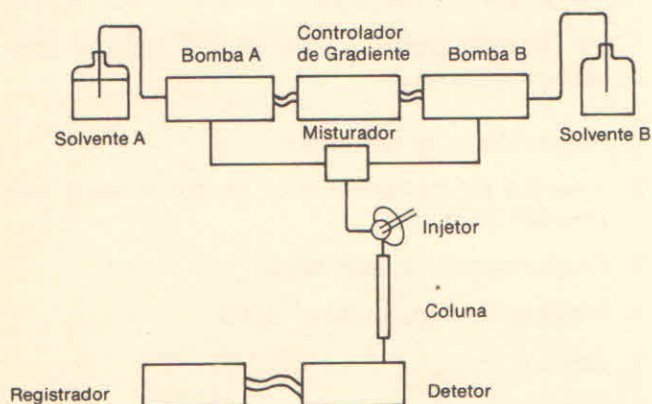 Bomba A
Controlador
de Gradiente
Bomba B
Solvente A
Misturador
Solvente B
Injetor
Coluna
Registrador
Detetor